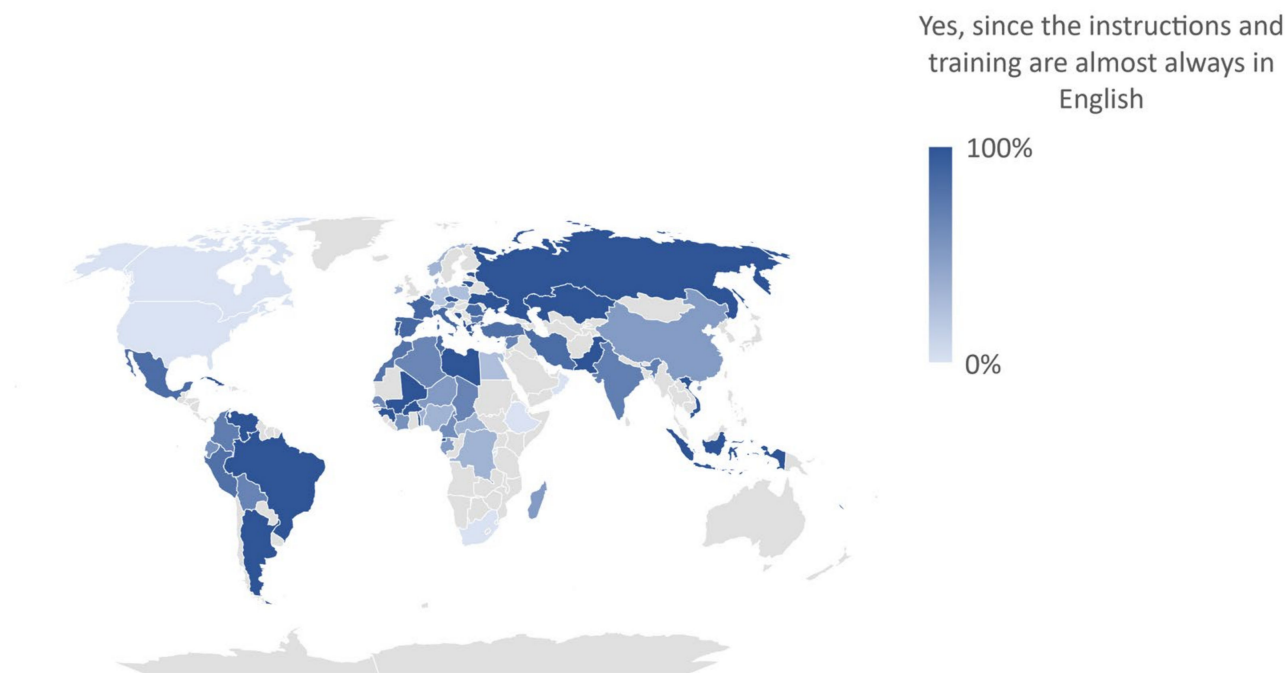 Yes, since the instructions and
training are almost always in
English
100%
0%